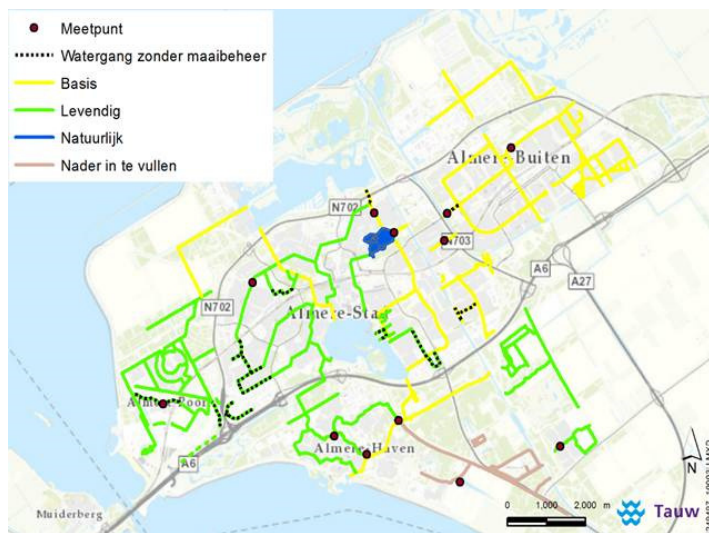 Meetpunt
Watergang zonder maaibeheer
Basis
Levendig
Natuurlijk
Nader in te vullen
Almere-Buiten
N702
N703
A6
A27
N702
Almere-Stad
Almere-Poort
Almere-Haven
A6
Muiderberg
N
0 1,000 2,000 m
Tauw